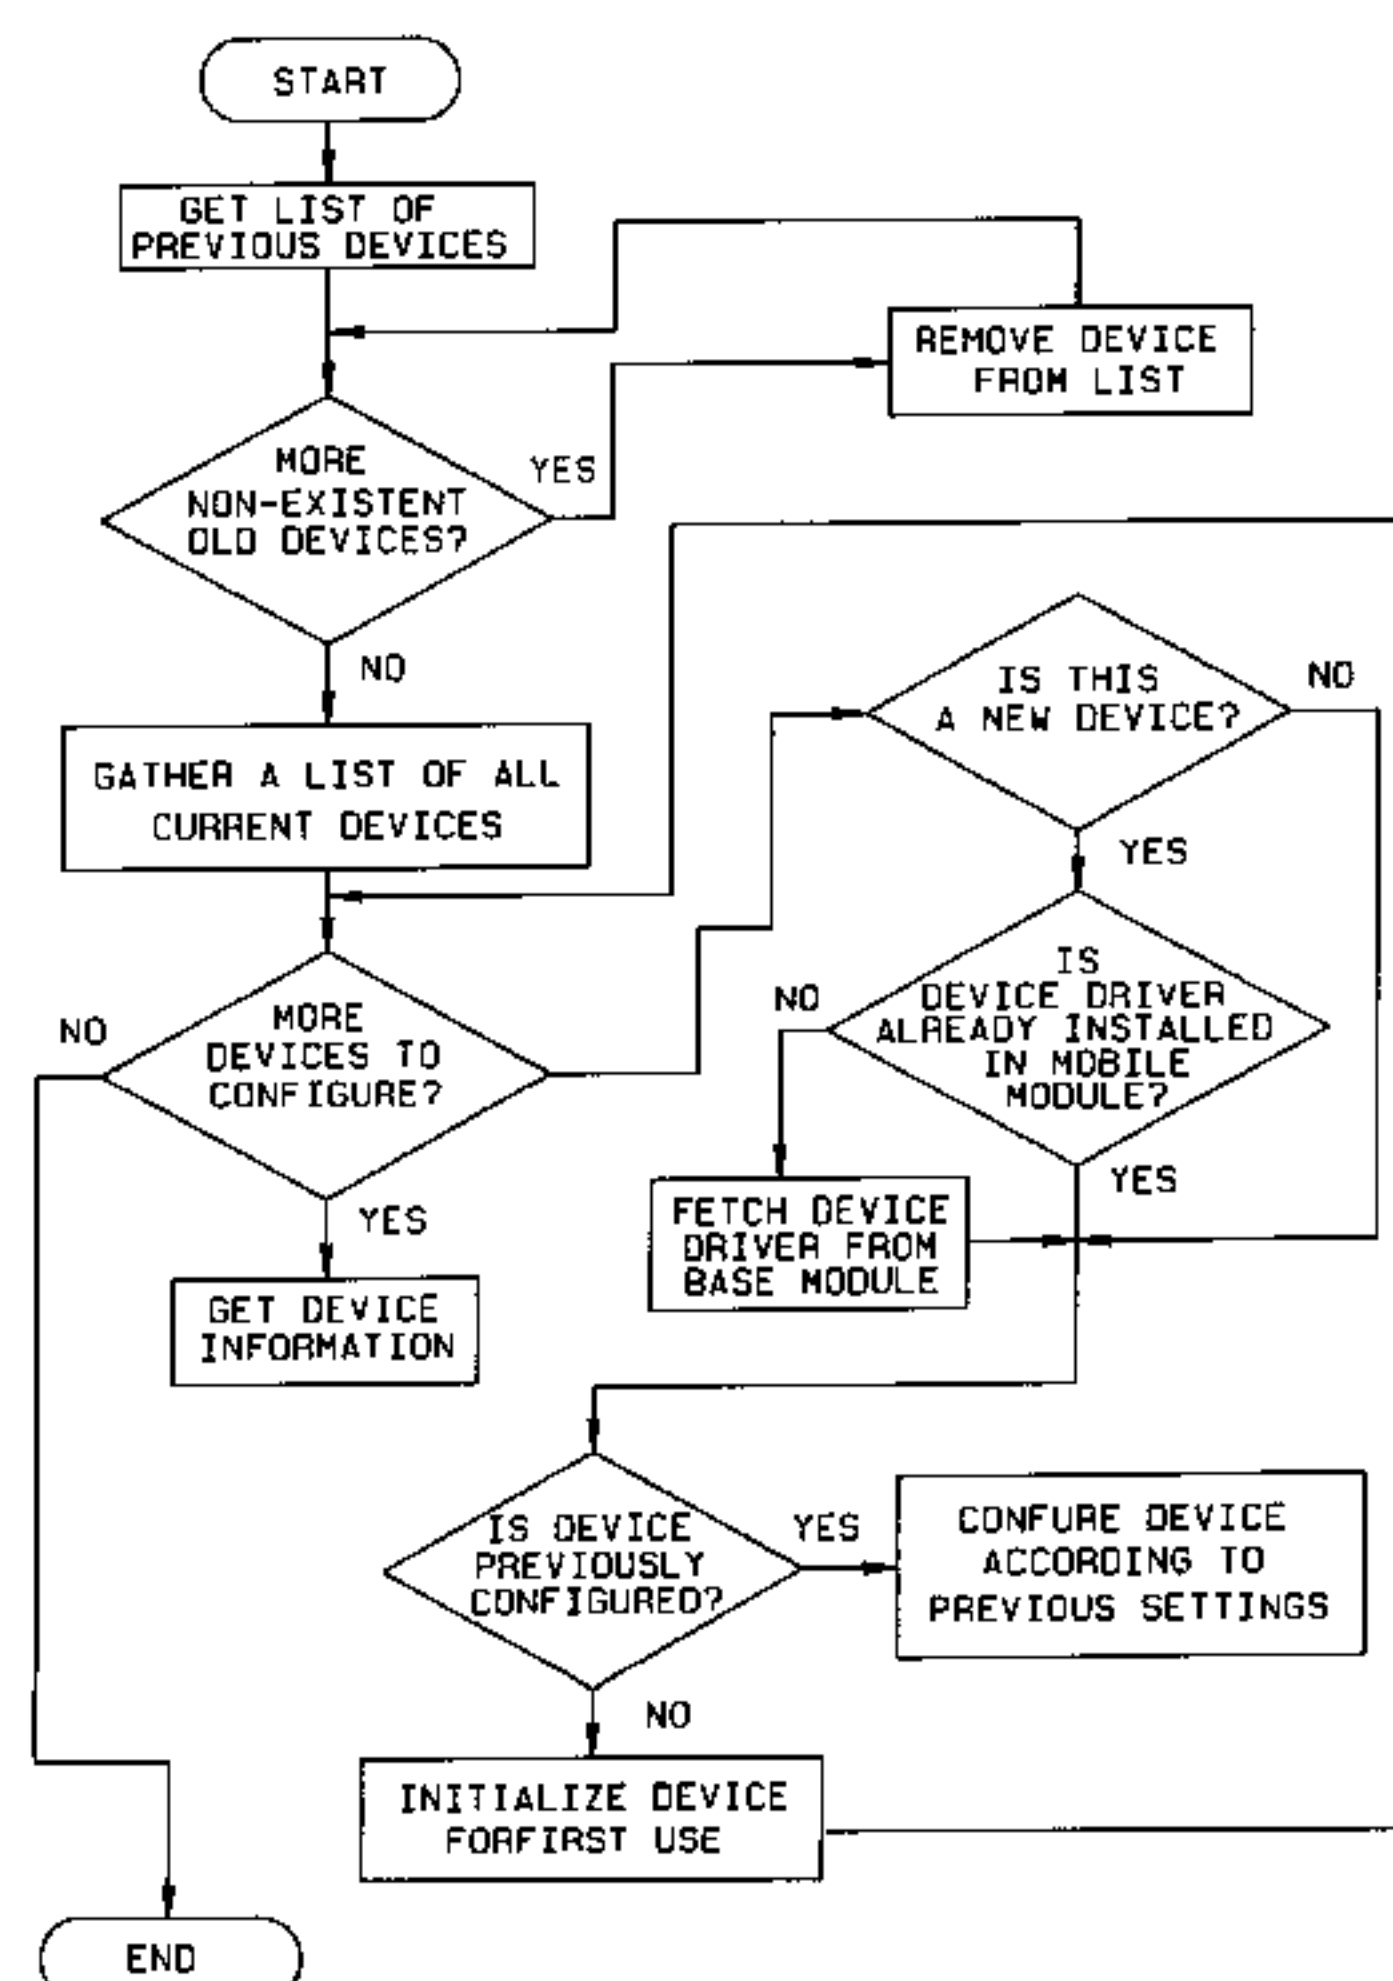 START
GET LIST OF
PREVIOUS DEVICES
REMOVE DEVICE
FROM LIST
MORE
NON-EXISTENT
OLD DEVICES?
YES
NO
GATHER A LIST OF ALL
CURRENT DEVICES
IS THIS
A NEW DEVICE?
NO
YES
MORE
DEVICES TO
CONFIGURE?
NO
YES
IS
DEVICE DRIVER
ALREADY INSTALLED
IN MOBILE
MODULE?
NO
YES
GET DEVICE
INFORMATION
FETCH DEVICE
DRIVER FROM
BASE MODULE
IS DEVICE
PREVIOUSLY
CONFIGURED?
YES
CONFURE DEVICE
ACCORDING TO
PREVIOUS SETTINGS
NO
INITIALIZE DEVICE
FORFIRST USE
END